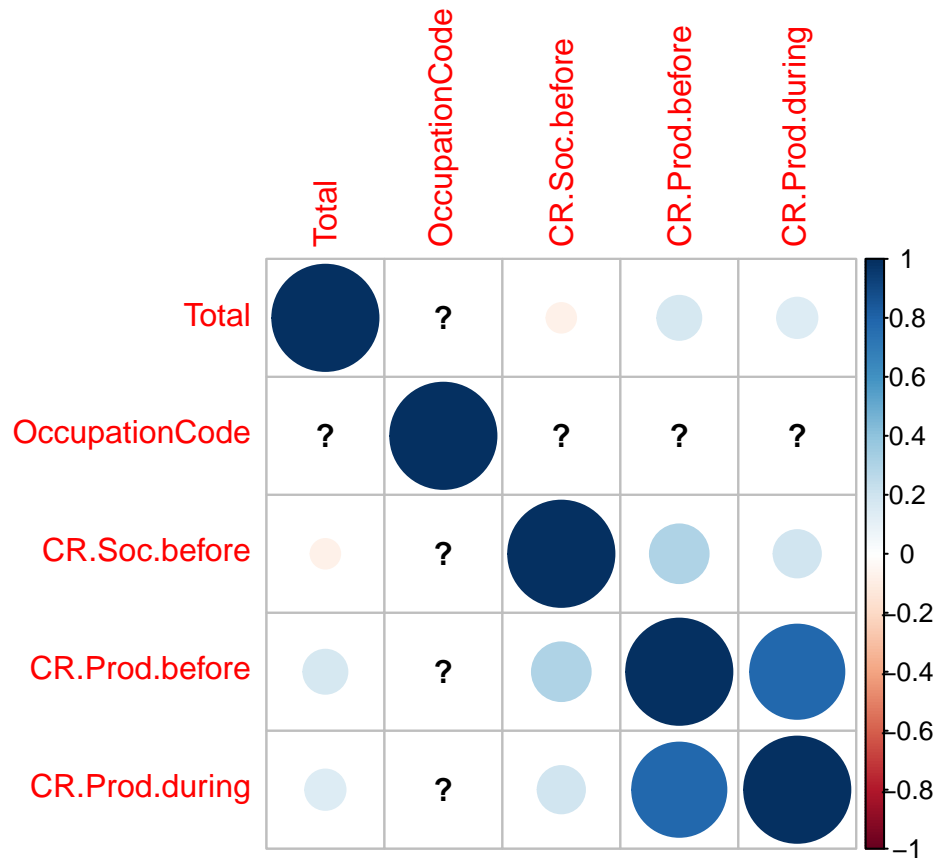 Total
OccupationCode
CR.Soc.before
CR.Prod.before
CR.Prod.during
Total ?
OccupationCode ? ? ? ?
CR.Soc.before ?
CR.Prod.before ?
CR.Prod.during ?
1
0.8
0.6
0.4
0.2
0
−0.2
−0.4
−0.6
−0.8
−1